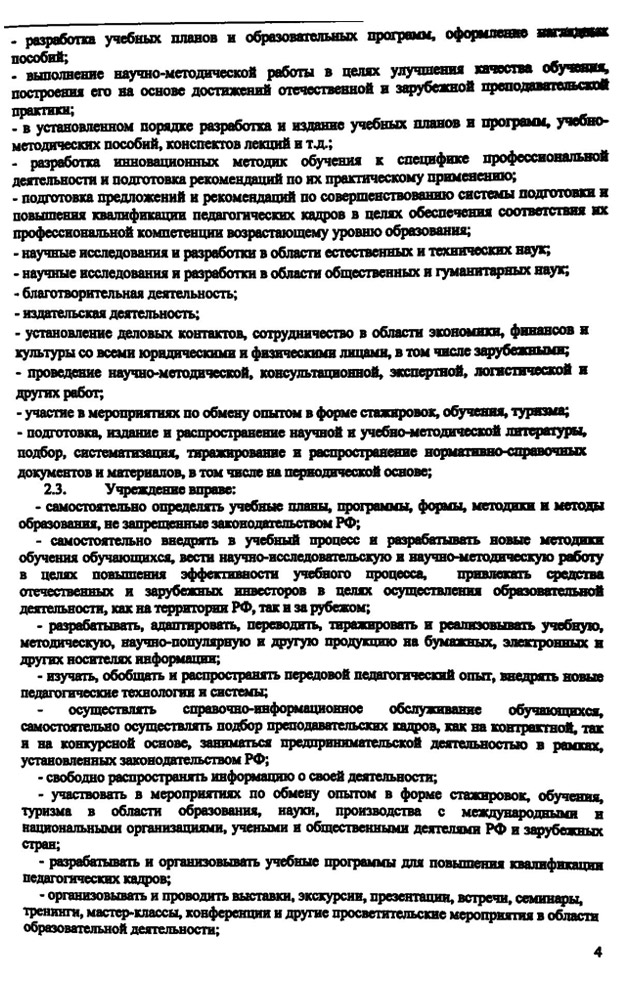 - разработка учебных планов и образовательных программ, оформление наглядных
пособий;
- выполнение научно-методической работы в целях улучшения качества обучения,
построения его на основе достижений отечественной и зарубежной преподавательской
практики;
- в установленном порядке разработка и издание учебных планов и программ, учебно-
методических пособий, конспектов лекций и т.д.;
- разработка инновационных методик обучения к специфике профессиональной
деятельности и подготовка рекомендаций по их практическому применению;
- подготовка предложений и рекомендаций по совершенствованию системы подготовки и
повышения квалификации педагогических кадров в целях обеспечения соответствия их
профессиональной компетенции возрастающему уровню образования;
- научные исследования и разработки в области естественных и технических наук;
- научные исследования и разработки в области общественных и гуманитарных наук;
- благотворительная деятельность;
- издательская деятельность;
- установление деловых контактов, сотрудничество в области экономики, финансов и
культуры со всеми юридическими и физическими лицами, в том числе зарубежными;
- проведение научно-методической, консультационной, экспертной, логистической и
других работ;
- участие в мероприятиях по обмену опытом в форме стажировок, обучения, туризма;
- подготовка, издание и распространение научной и учебно-методической литературы,
подбор, систематизация, тиражирование и распространение нормативно-справочных
документов и материалов, в том числе на периодической основе;
2.3. Учреждение вправе:
- самостоятельно определять учебные планы, программы, формы, методики и методы
образования, не запрещенные законодательством РФ;
- самостоятельно внедрять в учебный процесс и разрабатывать новые методики
обучения обучающихся, вести научно-исследовательскую и научно-методическую работу
в целях повышения эффективности учебного процесса, привлекать средства
отечественных и зарубежных инвесторов в целях осуществления образовательной
деятельности, как на территории РФ, так и за рубежом;
- разрабатывать, адаптировать, переводить, тиражировать и реализовывать учебную,
методическую, научно-популярную и другую продукцию на бумажных, электронных и
других носителях информации;
- изучать, обобщать и распространять передовой педагогический опыт, внедрять новые
педагогические технологии и системы;
- осуществлять справочно-информационное обслуживание обучающихся,
самостоятельно осуществлять подбор преподавательских кадров, как на контрактной, так
и на конкурсной основе, заниматься предпринимательской деятельностью в рамках,
установленных законодательством РФ;
- свободно распространять информацию о своей деятельности;
- участвовать в мероприятиях по обмену опытом в форме стажировок, обучения,
туризма в области образования, науки, производства с международными и
национальными организациями, учеными и общественными деятелями РФ и зарубежных
стран;
- разрабатывать и организовывать учебные программы для повышения квалификации
педагогических кадров;
- организовывать и проводить выставки, экскурсии, презентации, встречи, семинары,
тренинги, мастер-классы, конференции и другие просветительские мероприятия в области
образовательной деятельности;
4